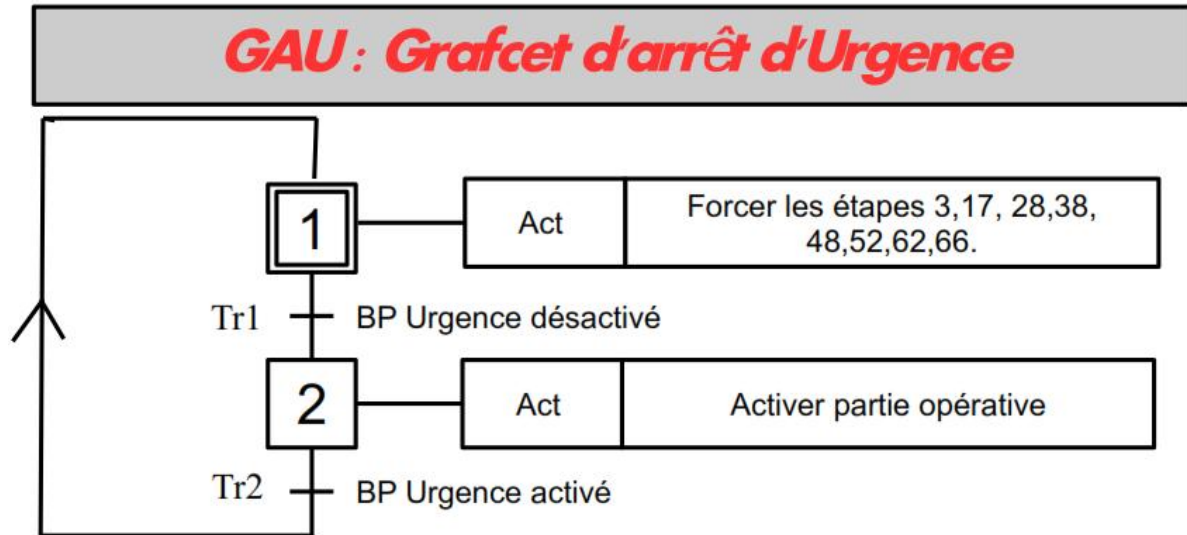 GAU : Grafcet d'arrêt d'Urgence
1
Act
Forcer les étapes 3,17, 28,38,
48,52,62,66.
Tr1
BP Urgence désactivé
2
Act
Activer partie opérative
Tr2
BP Urgence activé